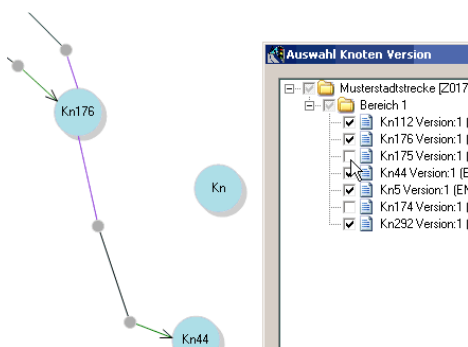 Kn176
Kn
Kn44
Auswahl Knoten Version
Musterstadtstrecke [Z017
Bereich 1
Kn112 Version:1 (
Kn176 Version:1 (
Kn175 Version:1 (
Kn44 Version:1 (E
Kn5 Version:1 (EN
Kn174 Version:1 (
Kn292 Version:1 (